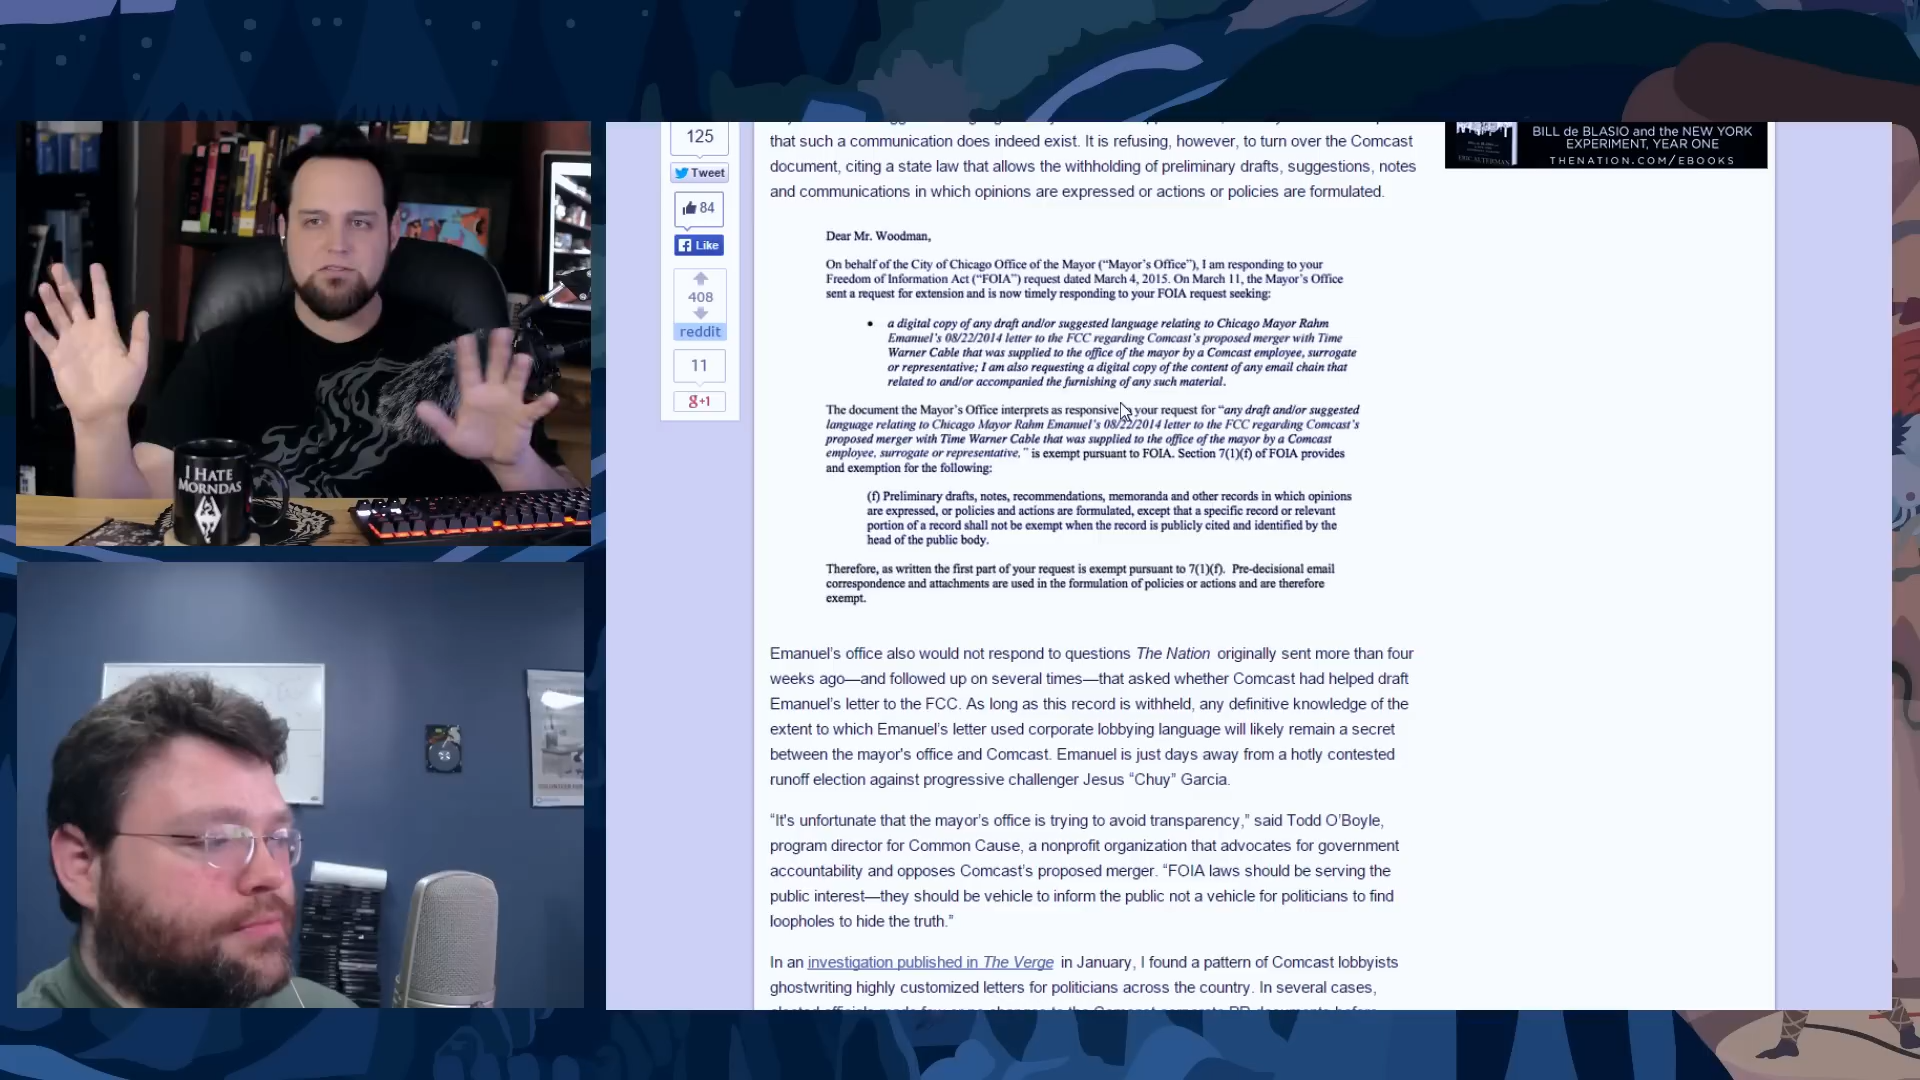 125
Tweet
84
Like
408
reddit
11
g+1
I HATE
MORNDAS
that such a communication does indeed exist. It is refusing, however, to turn over the Comcast
document, citing a state law that allows the withholding of preliminary drafts, suggestions, notes
and communications in which opinions are expressed or actions or policies are formulated.
BILL de BLASIO and the NEW YORK
EXPERIMENT, YEAR ONE
THENATION.COM/EBOOKS
ERIC ALTERMAN
Dear Mr. Woodman,
On behalf of the City of Chicago Office of the Mayor (“Mayor’s Office”), I am responding to your
Freedom of Information Act (“FOIA”) request dated March 4, 2015. On March 11, the Mayor’s Office
sent a request for extension and is now timely responding to your FOIA request seeking:
• a digital copy of any draft and/or suggested language relating to Chicago Mayor Rahm
Emanuel’s 08/22/2014 letter to the FCC regarding Comcast’s proposed merger with Time
Warner Cable that was supplied to the office of the mayor by a Comcast employee, surrogate
or representative; I am also requesting a digital copy of the content of any email chain that
related to and/or accompanied the furnishing of any such material.
The document the Mayor’s Office interprets as responsive your request for “any draft and/or suggested
language relating to Chicago Mayor Rahm Emanuel’s 08/22/2014 letter to the FCC regarding Comcast’s
proposed merger with Time Warner Cable that was supplied to the office of the mayor by a Comcast
employee, surrogate or representative,” is exempt pursuant to FOIA. Section 7(1)(f) of FOIA provides
and exemption for the following:
(f) Preliminary drafts, notes, recommendations, memoranda and other records in which opinions
are expressed, or policies and actions are formulated, except that a specific record or relevant
portion of a record shall not be exempt when the record is publicly cited and identified by the
head of the public body.
Therefore, as written the first part of your request is exempt pursuant to 7(1)(f). Pre-decisional email
correspondence and attachments are used in the formulation of policies or actions and are therefore
exempt.
Emanuel’s office also would not respond to questions The Nation originally sent more than four
weeks ago—and followed up on several times—that asked whether Comcast had helped draft
Emanuel’s letter to the FCC. As long as this record is withheld, any definitive knowledge of the
extent to which Emanuel’s letter used corporate lobbying language will likely remain a secret
between the mayor's office and Comcast. Emanuel is just days away from a hotly contested
runoff election against progressive challenger Jesus “Chuy” Garcia.
“It's unfortunate that the mayor’s office is trying to avoid transparency,” said Todd O’Boyle,
program director for Common Cause, a nonprofit organization that advocates for government
accountability and opposes Comcast’s proposed merger. “FOIA laws should be serving the
public interest—they should be vehicle to inform the public not a vehicle for politicians to find
loopholes to hide the truth.”
In an investigation published in The Verge in January, I found a pattern of Comcast lobbyists
ghostwriting highly customized letters for politicians across the country. In several cases,